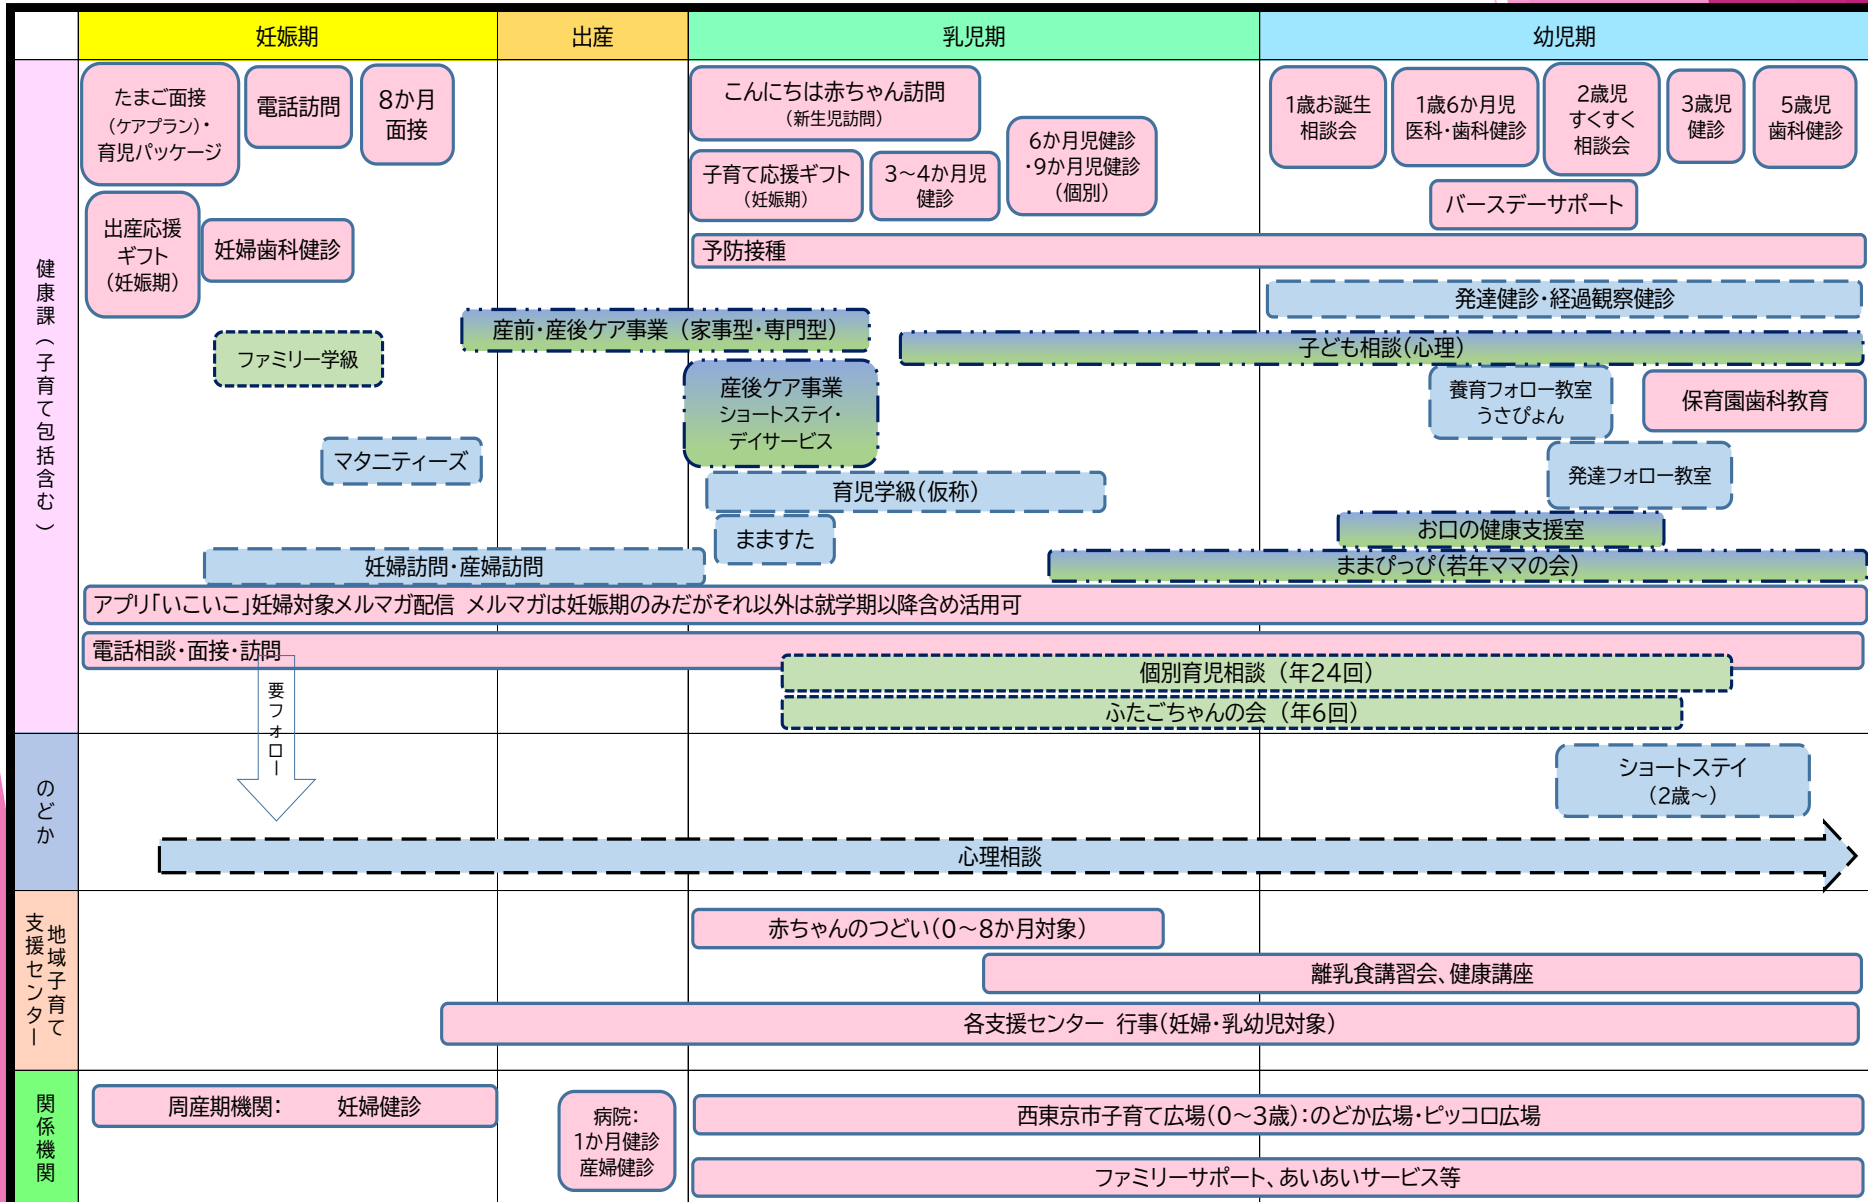 妊娠期
出産
乳児期
幼児期
健康課（子育て包括含む）
たまご面接
（ケアプラン）・
育児パッケージ
電話訪問
8か月
面接
こんにちは赤ちゃん訪問
（新生児訪問）
6か月児健診
・9か月児健診
（個別）
子育て応援ギフト
（妊娠期）
3～4か月児
健診
1歳お誕生
相談会
1歳6か月児
医科・歯科健診
2歳児
すくすく
相談会
3歳児
健診
5歳児
歯科健診
バースデーサポート
出産応援
ギフト
（妊娠期）
妊婦歯科健診
予防接種
発達健診・経過観察健診
産前・産後ケア事業（家事型・専門型）
子ども相談(心理)
ファミリー学級
産後ケア事業
ショートステイ・
デイサービス
養育フォロー教室
うさぴょん
保育園歯科教育
マタニティーズ
育児学級(仮称)
発達フォロー教室
まますた
お口の健康支援室
妊婦訪問・産婦訪問
ままぴっぴ(若年ママの会)
アプリ「いこいこ」妊婦対象メルマガ配信 メルマガは妊娠期のみだがそれ以外は就学期以降含め活用可
電話相談・面接・訪問
個別育児相談（年24回）
ふたごちゃんの会（年6回）
要フォロー
のどか
ショートステイ
（2歳～）
心理相談
地域子育て
支援センター
赤ちゃんのつどい(0～8か月対象)
離乳食講習会、健康講座
各支援センター 行事(妊婦・乳幼児対象)
関係機関
周産期機関： 妊婦健診
病院：
1か月健診
産婦健診
西東京市子育て広場(0～3歳)：のどか広場・ピッコロ広場
ファミリーサポート、あいあいサービス等